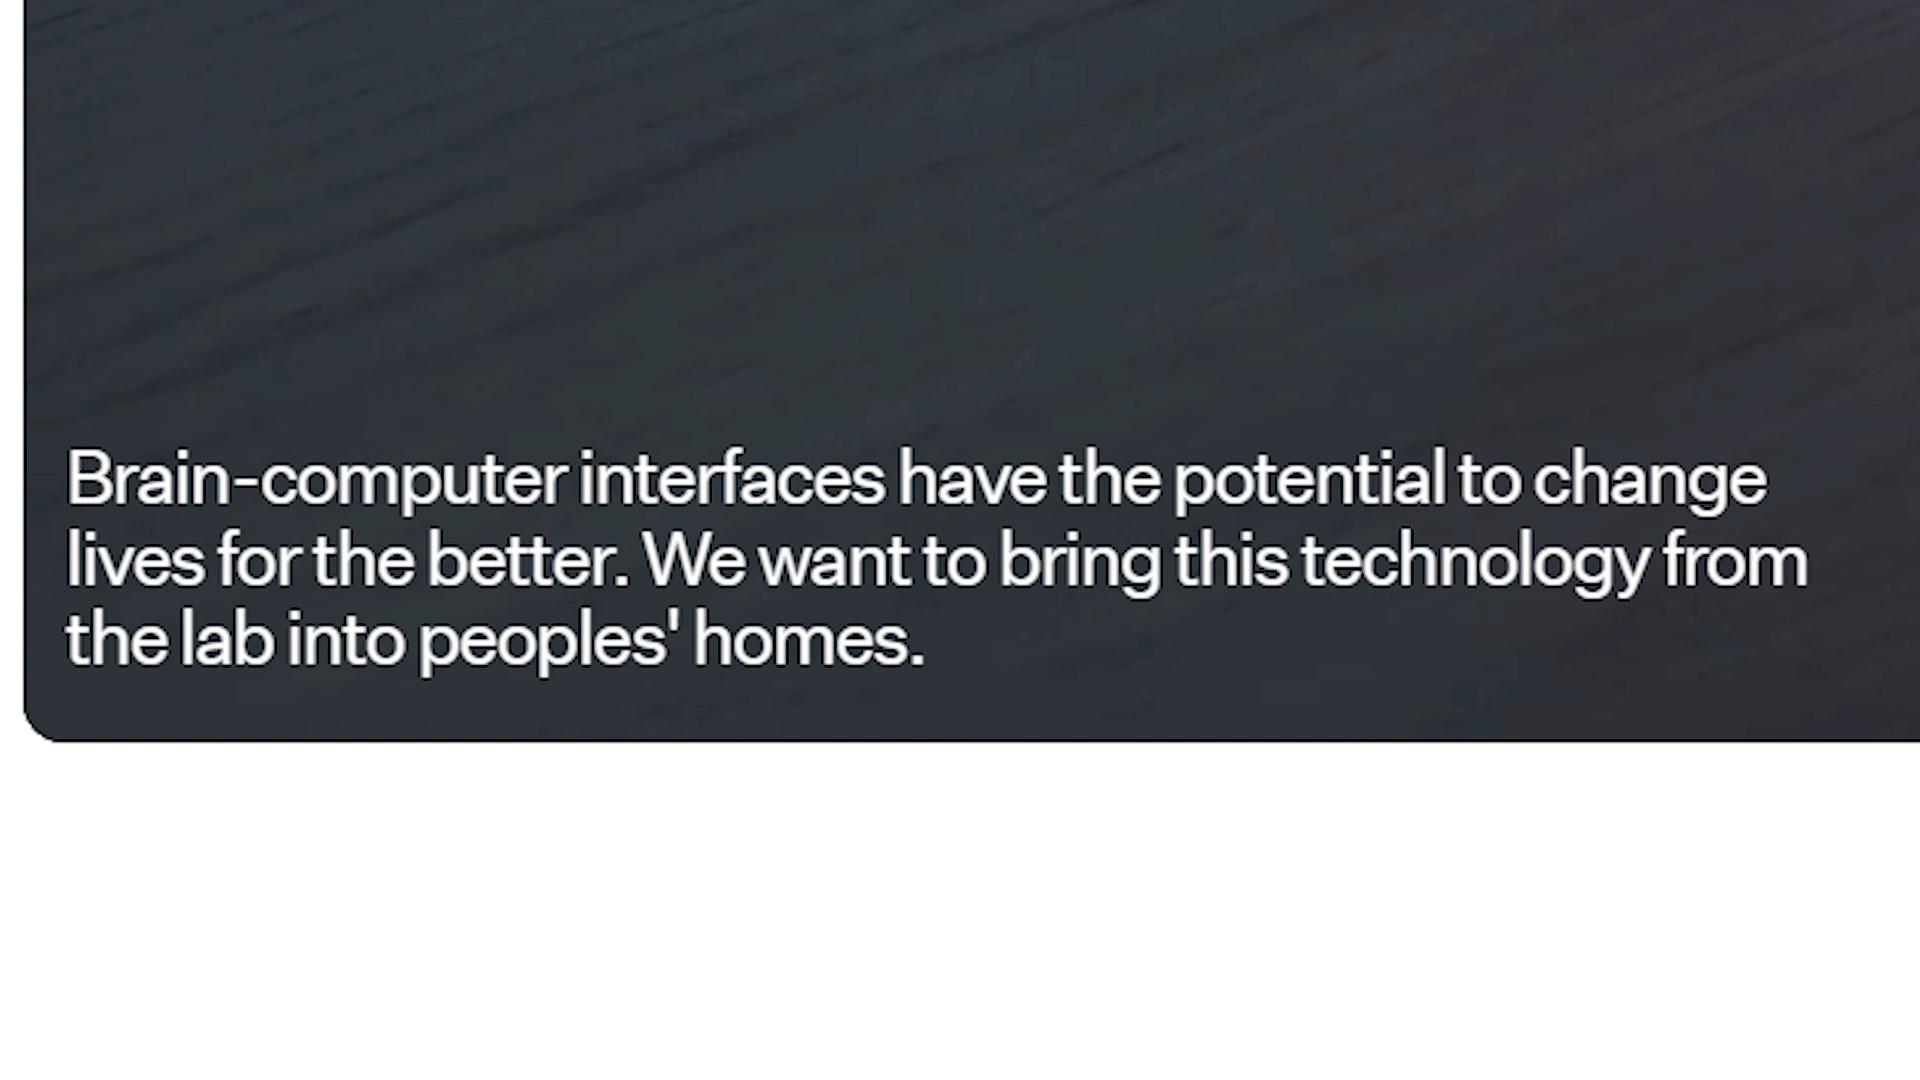 Brain-computer interfaces have the potential to change
lives for the better. We want to bring this technology from
the lab into peoples' homes.